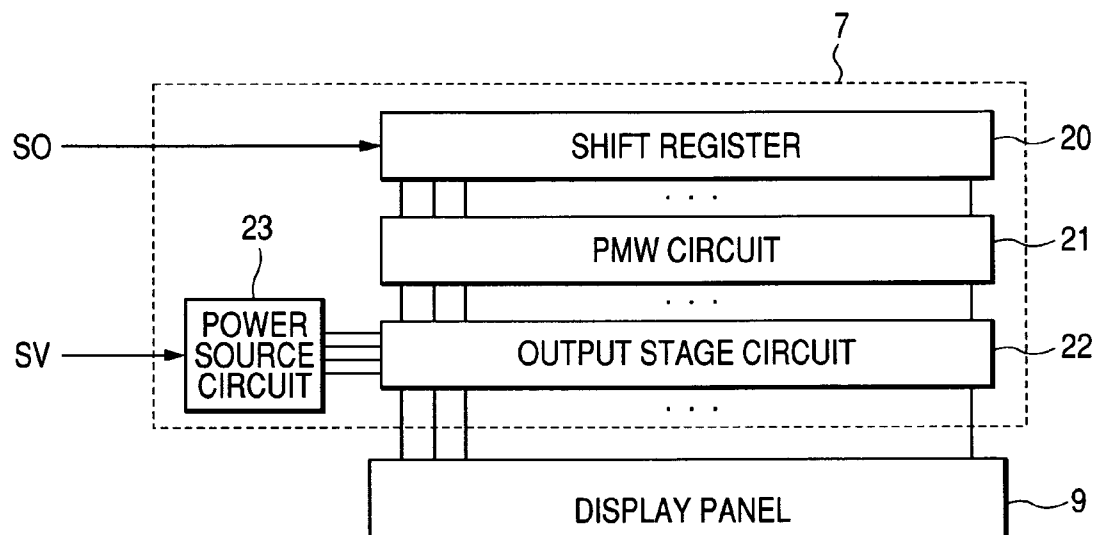 7
SO
SHIFT REGISTER
20
. . .
23
PMW CIRCUIT
21
. . .
SV
POWER
SOURCE
CIRCUIT
OUTPUT STAGE CIRCUIT
22
. . .
DISPLAY PANEL
9